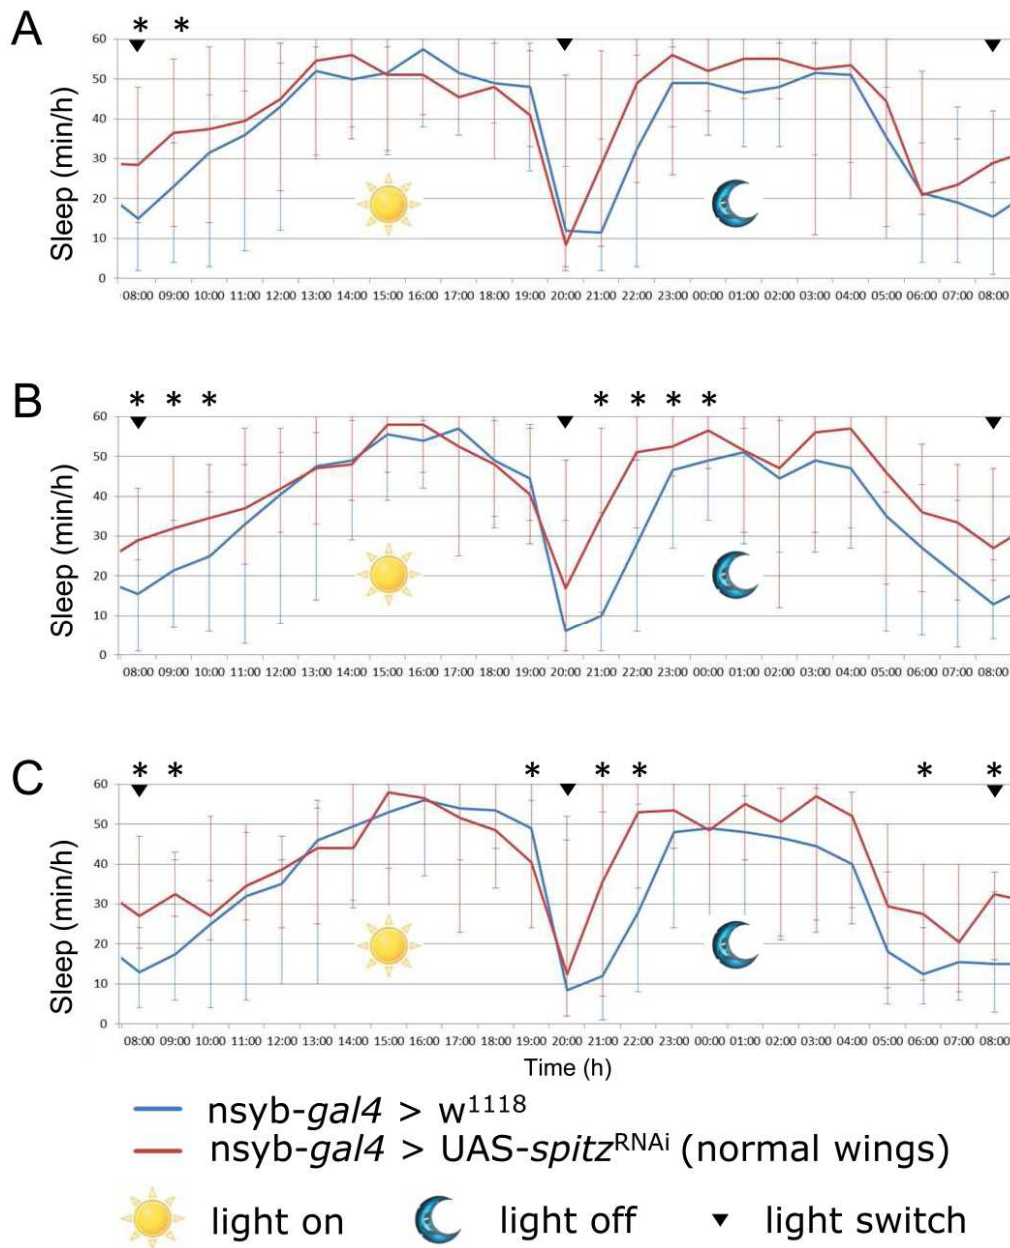 A
* *
60
50
40
30
20
10
0
Sleep (min/h)
08:00 09:00 10:00 11:00 12:00 13:00 14:00 15:00 16:00 17:00 18:00 19:00 20:00 21:00 22:00 23:00 00:00 01:00 02:00 03:00 04:00 05:00 06:00 07:00 08:00
B
* * * * * * *
60
50
40
30
20
10
0
Sleep (min/h)
08:00 09:00 10:00 11:00 12:00 13:00 14:00 15:00 16:00 17:00 18:00 19:00 20:00 21:00 22:00 23:00 00:00 01:00 02:00 03:00 04:00 05:00 06:00 07:00 08:00
C
* * * * * * *
60
50
40
30
20
10
0
Sleep (min/h)
08:00 09:00 10:00 11:00 12:00 13:00 14:00 15:00 16:00 17:00 18:00 19:00 20:00 21:00 22:00 23:00 00:00 01:00 02:00 03:00 04:00 05:00 06:00 07:00 08:00
Time (h)
nsyb-gal4 > w¹¹¹⁸
nsyb-gal4 > UAS-spitzᴿᴺᴬⁱ (normal wings)
light on light off light switch